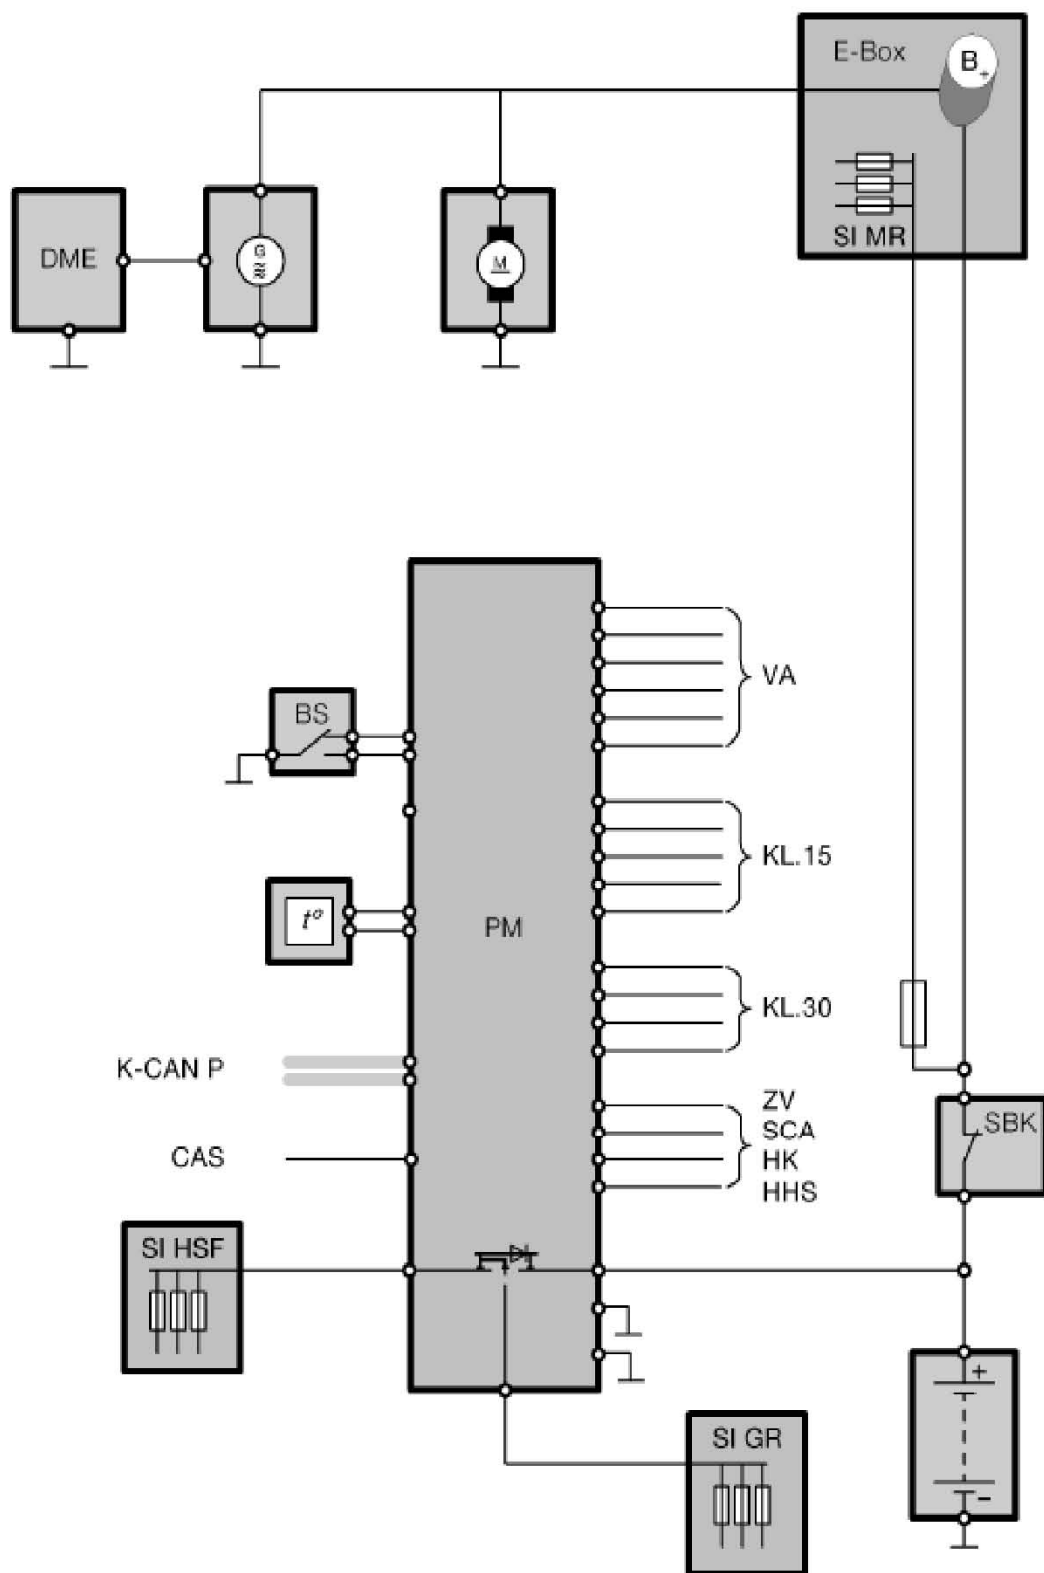 E-Box
B+
SI MR
DME
G
M
BS
VA
KL.15
t°
PM
KL.30
K-CAN P
ZV
SCA
HK
HHS
SBK
CAS
SI HSF
+
-
SI GR